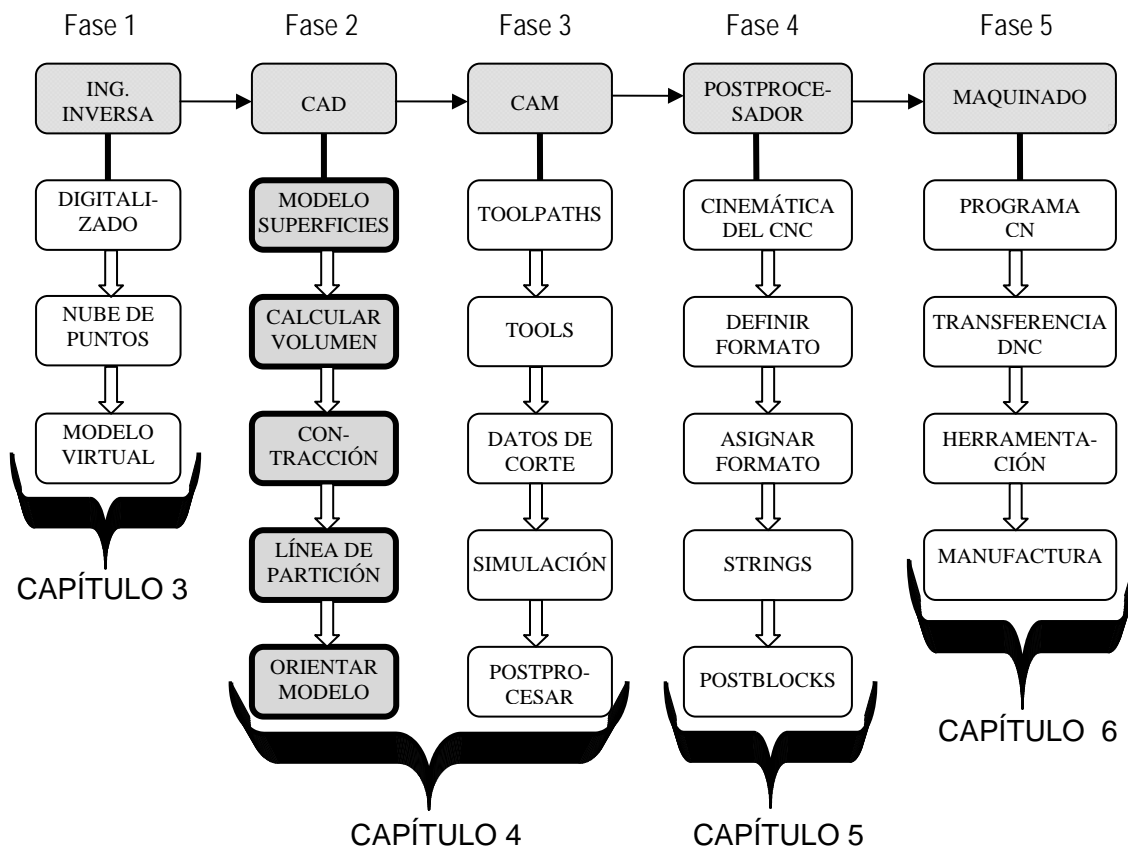 Fase 1
Fase 2
Fase 3
Fase 4
Fase 5
ING.
INVERSA
CAD
CAM
POSTPROCE-
SADOR
MAQUINADO
DIGITALI-
ZADO
NUBE DE
PUNTOS
MODELO
VIRTUAL
CAPÍTULO 3
MODELO
SUPERFICIES
CALCULAR
VOLUMEN
CON-
TRACCIÓN
LÍNEA DE
PARTICIÓN
ORIENTAR
MODELO
TOOLPATHS
TOOLS
DATOS DE
CORTE
SIMULACIÓN
POSTPRO-
CESAR
CAPÍTULO 4
CINEMÁTICA
DEL CNC
DEFINIR
FORMATO
ASIGNAR
FORMATO
STRINGS
POSTBLOCKS
CAPÍTULO 5
PROGRAMA
CN
TRANSFERENCIA
DNC
HERRAMENTA-
CIÓN
MANUFACTURA
CAPÍTULO 6